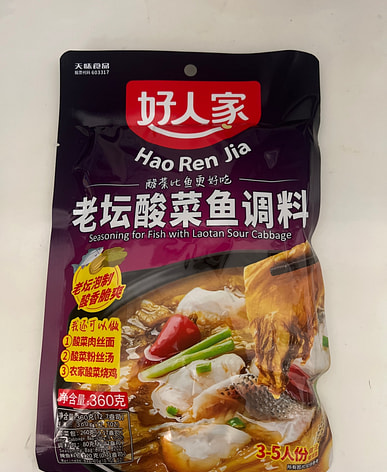 天味食品
股票代码 603317
好人家
Hao Ren Jia
酸菜比鱼更好吃
老坛酸菜鱼调料
Seasoning for Fish with Laotan Sour Cabbage
老坛泡制
酸香脆爽
我还可以做
①酸菜肉丝面
②酸菜粉丝汤
③农家酸菜烧鸡
净含量:360克
3-5人份